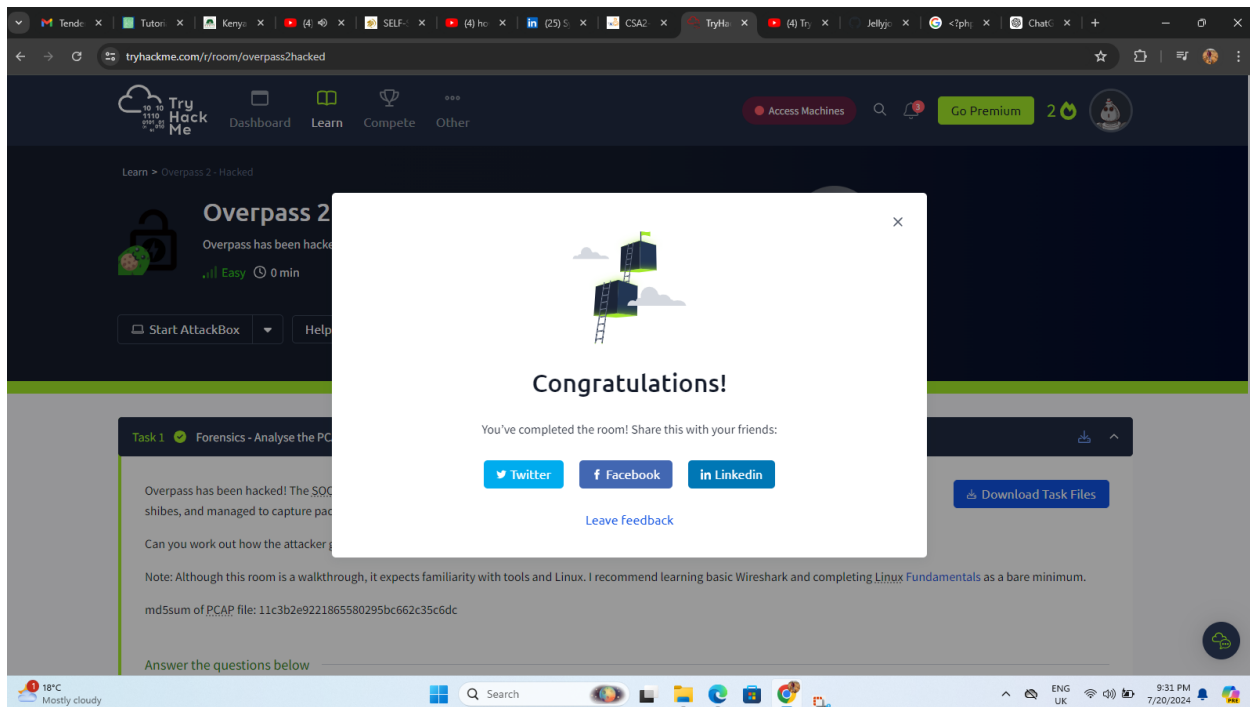 Tende
Tutori
Kenya
(4)
SELF-S
(4) ho
(25) S
CSA2-
TryHac
(4) Try
Jellyjo
<?php
ChatG
tryhackme.com/r/room/overpass2hacked
Try
Hack
Me
Dashboard
Learn
Compete
Other
Access Machines
3
Go Premium
2
Learn > Overpass 2 - Hacked
Overpass 2
Overpass has been hacke
Easy 0 min
Start AttackBox
Help
Congratulations!
You've completed the room! Share this with your friends:
Twitter
Facebook
Linkedin
Leave feedback
Task 1 Forensics - Analyse the PC
Overpass has been hacked! The SOC
Download Task Files
shibes, and managed to capture pac
Can you work out how the attacker g
Note: Although this room is a walkthrough, it expects familiarity with tools and Linux. I recommend learning basic Wireshark and completing Linux Fundamentals as a bare minimum.
md5sum of PCAP file: 11c3b2e9221865580295bc662c35c6dc
Answer the questions below
1
18°C
Mostly cloudy
Search
ENG
UK
9:31 PM
7/20/2024
PRE